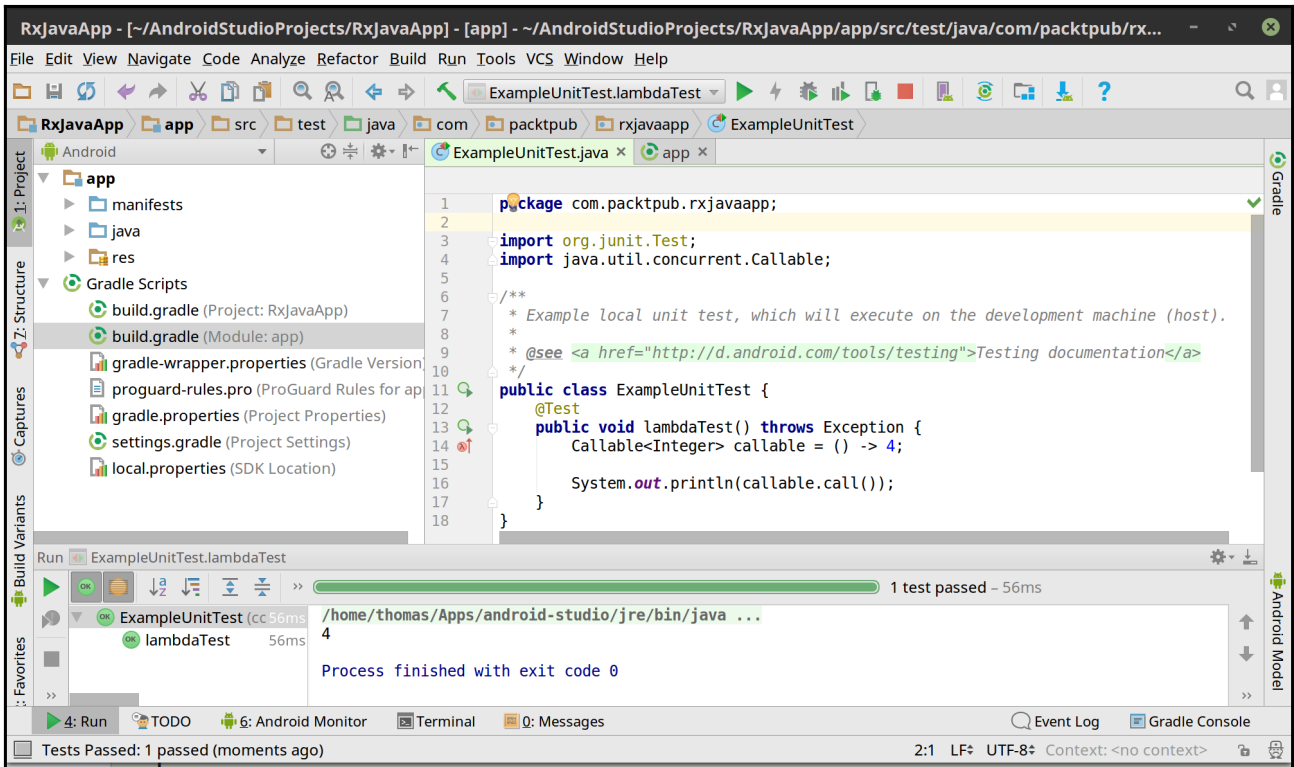 RxJavaApp - [~/AndroidStudioProjects/RxJavaApp] - [app] - ~/AndroidStudioProjects/RxJavaApp/app/src/test/java/com/packtpub/rx...
File Edit View Navigate Code Analyze Refactor Build Run Tools VCS Window Help
ExampleUnitTest.lambdaTest
RxJavaApp app src test java com packtpub rxjavaapp ExampleUnitTest
1: Project
Z: Structure
Captures
Build Variants
: Favorites
Android
app
manifests
java
res
Gradle Scripts
build.gradle (Project: RxJavaApp)
build.gradle (Module: app)
gradle-wrapper.properties (Gradle Version)
proguard-rules.pro (ProGuard Rules for ap
gradle.properties (Project Properties)
settings.gradle (Project Settings)
local.properties (SDK Location)
ExampleUnitTest.java × app ×
1 package com.packtpub.rxjavaapp;
2
3 import org.junit.Test;
4 import java.util.concurrent.Callable;
5
6 /**
7 * Example local unit test, which will execute on the development machine (host).
8 *
9 * @see <a href="http://d.android.com/tools/testing">Testing documentation</a>
10 */
11 public class ExampleUnitTest {
12 @Test
13 public void lambdaTest() throws Exception {
14 Callable<Integer> callable = () -> 4;
15
16 System.out.println(callable.call());
17 }
18 }
Gradle
Android Model
Run ExampleUnitTest.lambdaTest
1 test passed – 56ms
OK ExampleUnitTest (cc 56ms
OK lambdaTest 56ms
/home/thomas/Apps/android-studio/jre/bin/java ...
4
Process finished with exit code 0
4: Run TODO 6: Android Monitor Terminal 0: Messages Event Log Gradle Console
Tests Passed: 1 passed (moments ago) 2:1 LF UTF-8 Context: <no context>